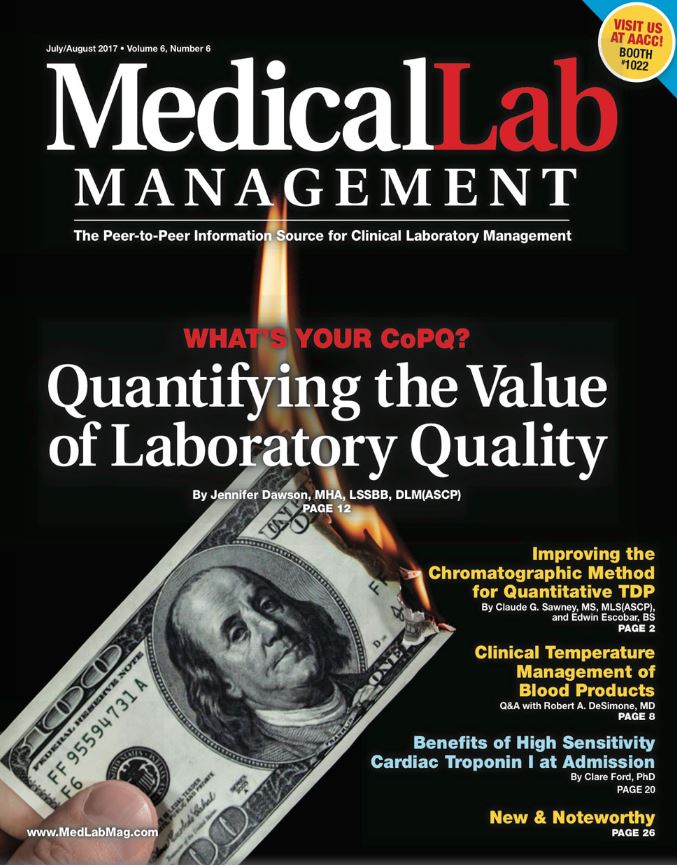 VISIT US
AT AACC!
BOOTH
#1022
July/August 2017 • Volume 6, Number 6
MedicalLab
MANAGEMENT
The Peer-to-Peer Information Source for Clinical Laboratory Management
WHAT'S YOUR CoPQ?
Quantifying the Value
of Laboratory Quality
By Jennifer Dawson, MHA, LSSBB, DLM(ASCP)
PAGE 12
Improving the
Chromatographic Method
for Quantitative TDP
By Claude G. Sawney, MS, MLS(ASCP),
and Edwin Escobar, BS
PAGE 2
Clinical Temperature
Management of
Blood Products
Q&A with Robert A. DeSimone, MD
PAGE 8
Benefits of High Sensitivity
Cardiac Troponin I at Admission
By Clare Ford, PhD
PAGE 20
New & Noteworthy
PAGE 26
100
FEDERAL RESERVE NOTE
FF 95594731 A
F6
ONE
www.MedLabMag.com